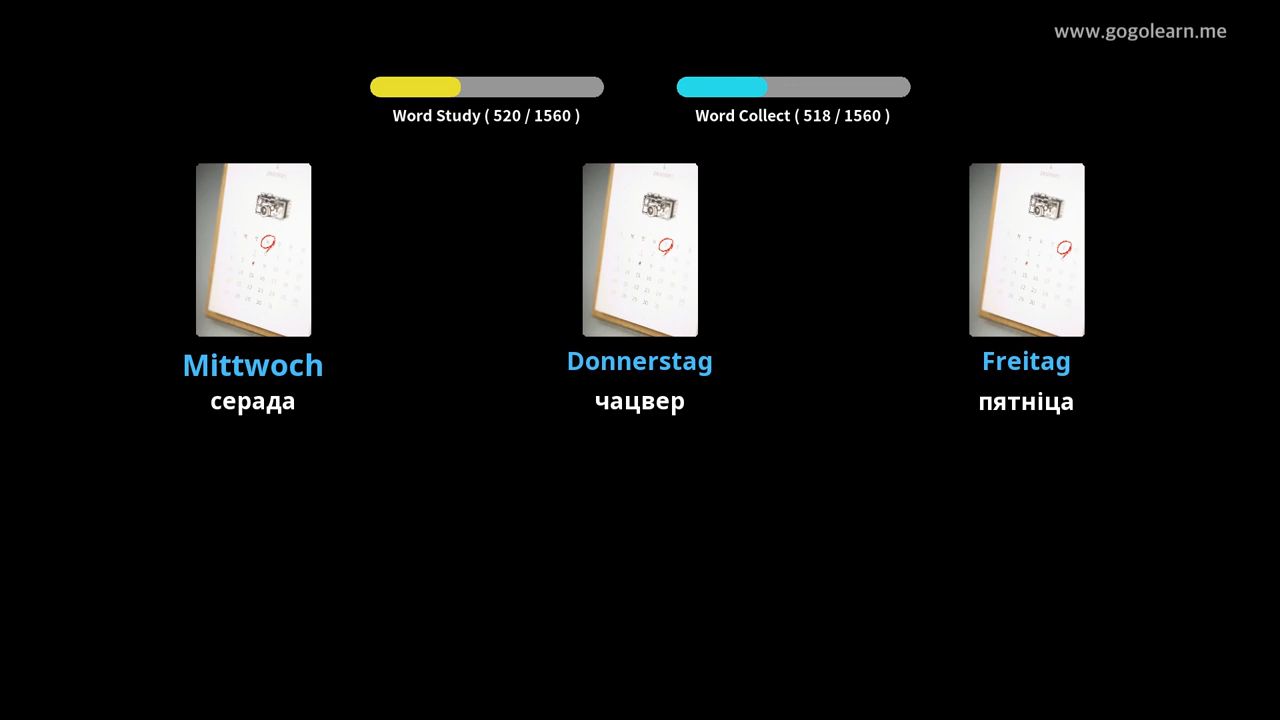 www.gogolearn.me
Word Study ( 520 / 1560 )
Word Collect ( 518 / 1560 )
Mittwoch
Donnerstag
Freitag
серада
чацвер
пятніца